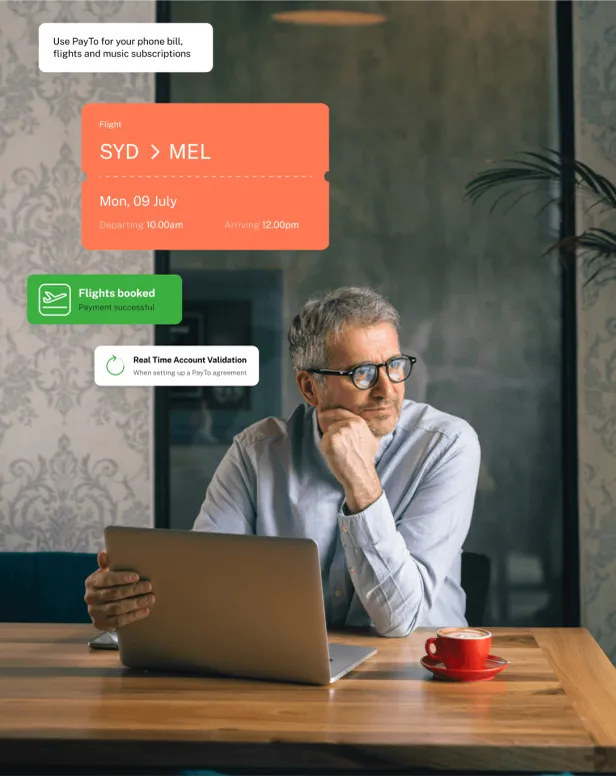 Use PayTo for your phone bill,
flights and music subscriptions
Flight
SYD > MEL
Mon, 09 July
Departing 10.00am Arriving 12.00pm
Flights booked
Payment successful
Real Time Account Validation
When setting up a PayTo agreement